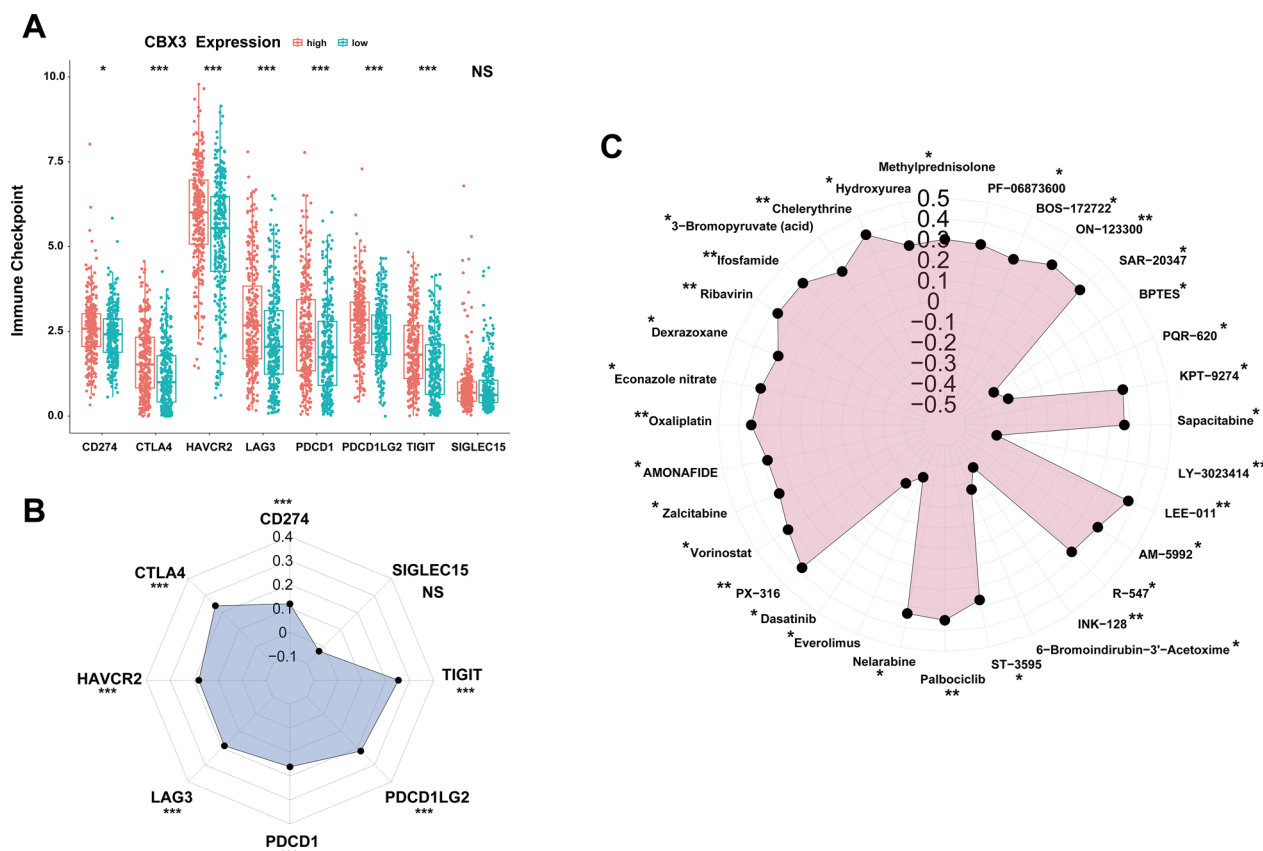 A
CBX3 Expression high low
* *** *** *** *** *** *** NS
Immune Checkpoint
10.0
7.5
5.0
2.5
0.0
CD274 CTLA4 HAVCR2 LAG3 PDCD1 PDCD1LG2 TIGIT SIGLEC15
B
***
CD274
0.4
0.3
0.2
0.1
0
−0.1
SIGLEC15
NS
TIGIT
***
PDCD1LG2
***
PDCD1
LAG3
***
HAVCR2
***
CTLA4
***
C
*
Methylprednisolone
0.5
0.4
0.3
0.2
0.1
0
−0.1
−0.2
−0.3
−0.4
−0.5
PF−06873600 *
BOS−172722 *
ON−123300 **
SAR−20347 *
BPTES *
PQR−620 *
KPT−9274 *
Sapacitabine *
LY−3023414 **
LEE−011 **
AM−5992 *
R−547 *
INK−128 **
6−Bromoindirubin−3'−Acetoxime *
ST−3595
*
Palbociclib
**
Nelarabine
*
* Everolimus
* Dasatinib
** PX−316
* Vorinostat
* Zalcitabine
* AMONAFIDE
** Oxaliplatin
* Econazole nitrate
* Dexrazoxane
** Ribavirin
** Ifosfamide
* 3−Bromopyruvate (acid)
** Chelerythrine
* Hydroxyurea